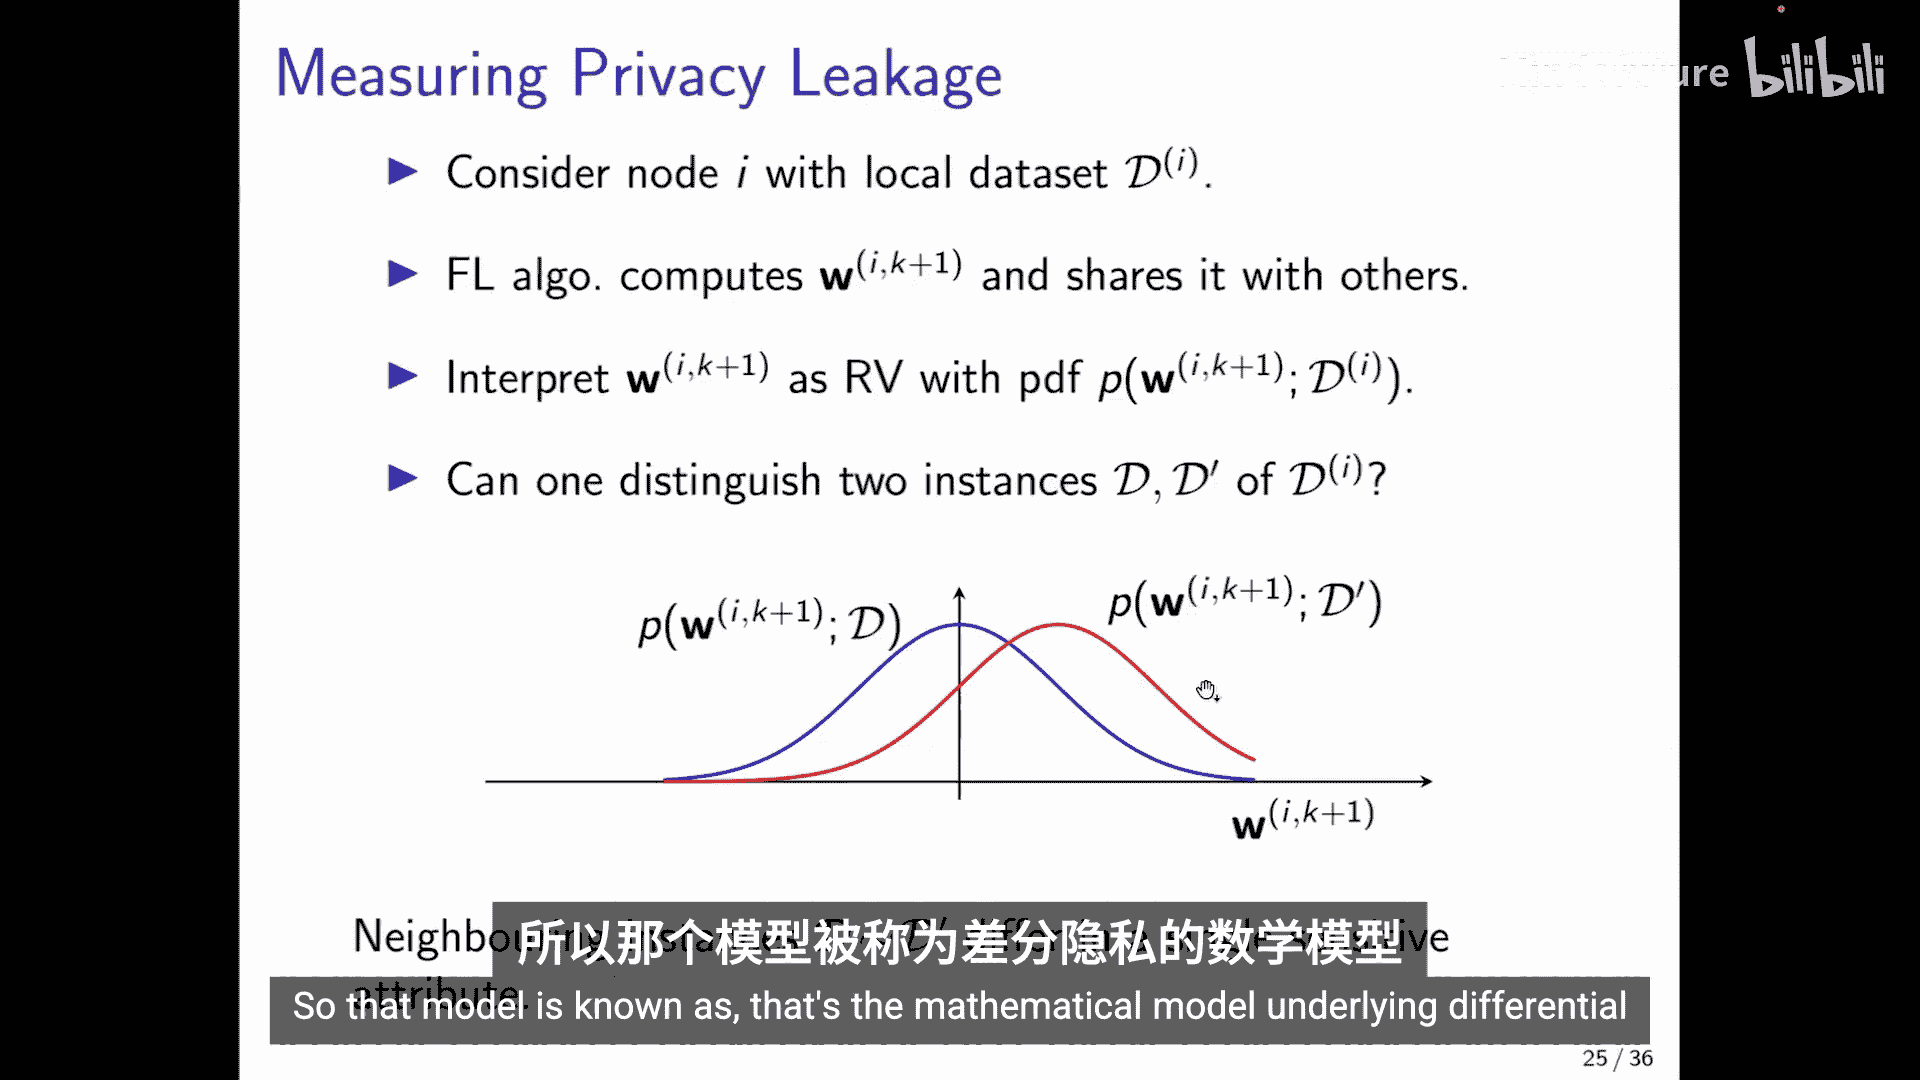 Measuring Privacy Leakage
ure bilibili
▶ Consider node i with local dataset 𝒟^(i).
▶ FL algo. computes w^(i,k+1) and shares it with others.
▶ Interpret w^(i,k+1) as RV with pdf p(w^(i,k+1); 𝒟^(i)).
▶ Can one distinguish two instances 𝒟, 𝒟′ of 𝒟^(i)?
p(w^(i,k+1); 𝒟)
p(w^(i,k+1); 𝒟′)
w^(i,k+1)
Neighbouring
attribute.
所以那个模型被称为差分隐私的数学模型
So that model is known as, that's the mathematical model underlying differential
25 / 36